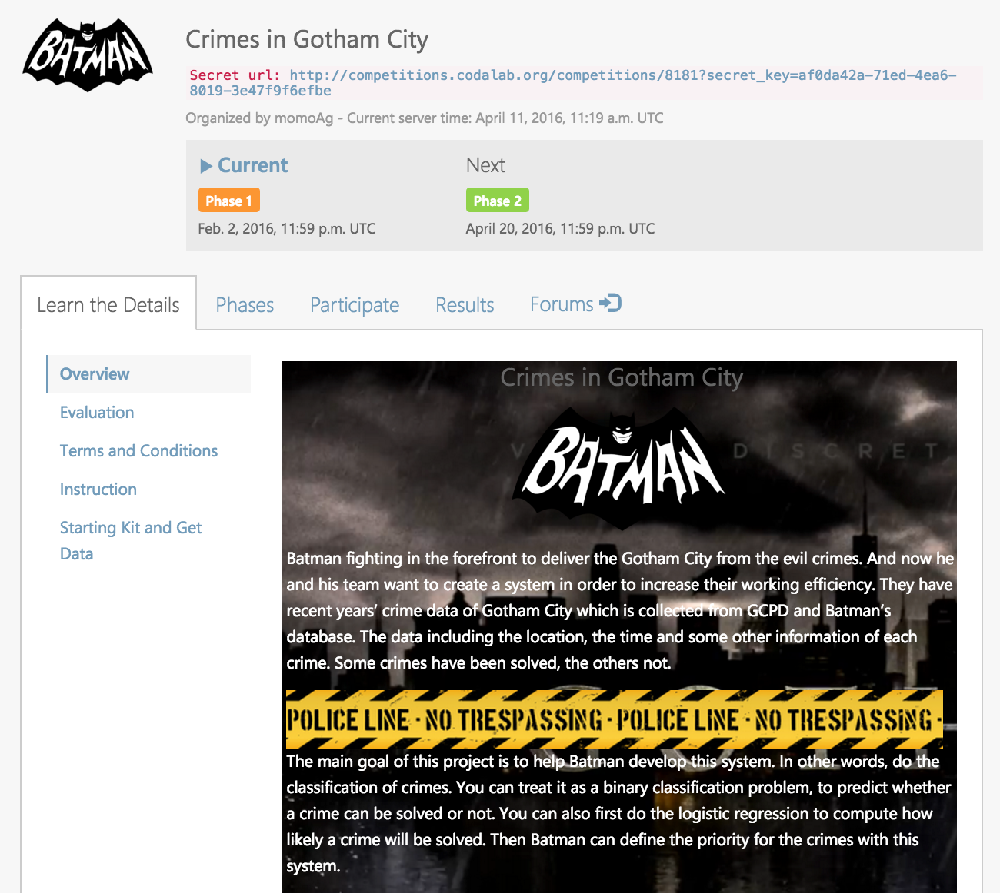 BATMAN
Crimes in Gotham City
Secret url: http://competitions.codalab.org/competitions/8181?secret_key=af0da42a-71ed-4ea6-
8019-3e47f9f6efbe
Organized by momoAg - Current server time: April 11, 2016, 11:19 a.m. UTC
Current
Next
Phase 1
Phase 2
Feb. 2, 2016, 11:59 p.m. UTC
April 20, 2016, 11:59 p.m. UTC
Learn the Details
Phases
Participate
Results
Forums
Overview
Evaluation
Terms and Conditions
Instruction
Starting Kit and Get
Data
Crimes in Gotham City
BATMAN
DISCRET
Batman fighting in the forefront to deliver the Gotham City from the evil crimes. And now he
and his team want to create a system in order to increase their working efficiency. They have
recent years’ crime data of Gotham City which is collected from GCPD and Batman’s
database. The data including the location, the time and some other information of each
crime. Some crimes have been solved, the others not.
POLICE LINE · NO TRESPASSING · POLICE LINE · NO TRESPASSING ·
The main goal of this project is to help Batman develop this system. In other words, do the
classification of crimes. You can treat it as a binary classification problem, to predict whether
a crime can be solved or not. You can also first do the logistic regression to compute how
likely a crime will be solved. Then Batman can define the priority for the crimes with this
system.